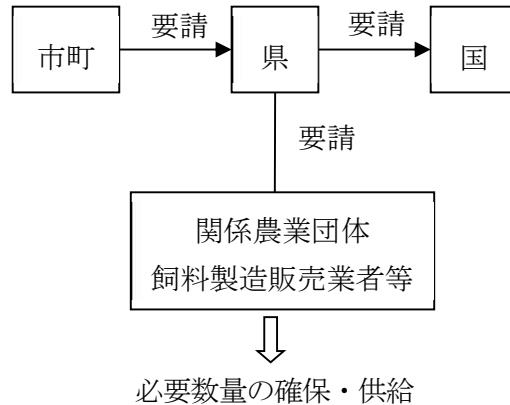 要請
要請
市町
県
国
要請
関係農業団体
飼料製造販売業者等
必要数量の確保・供給